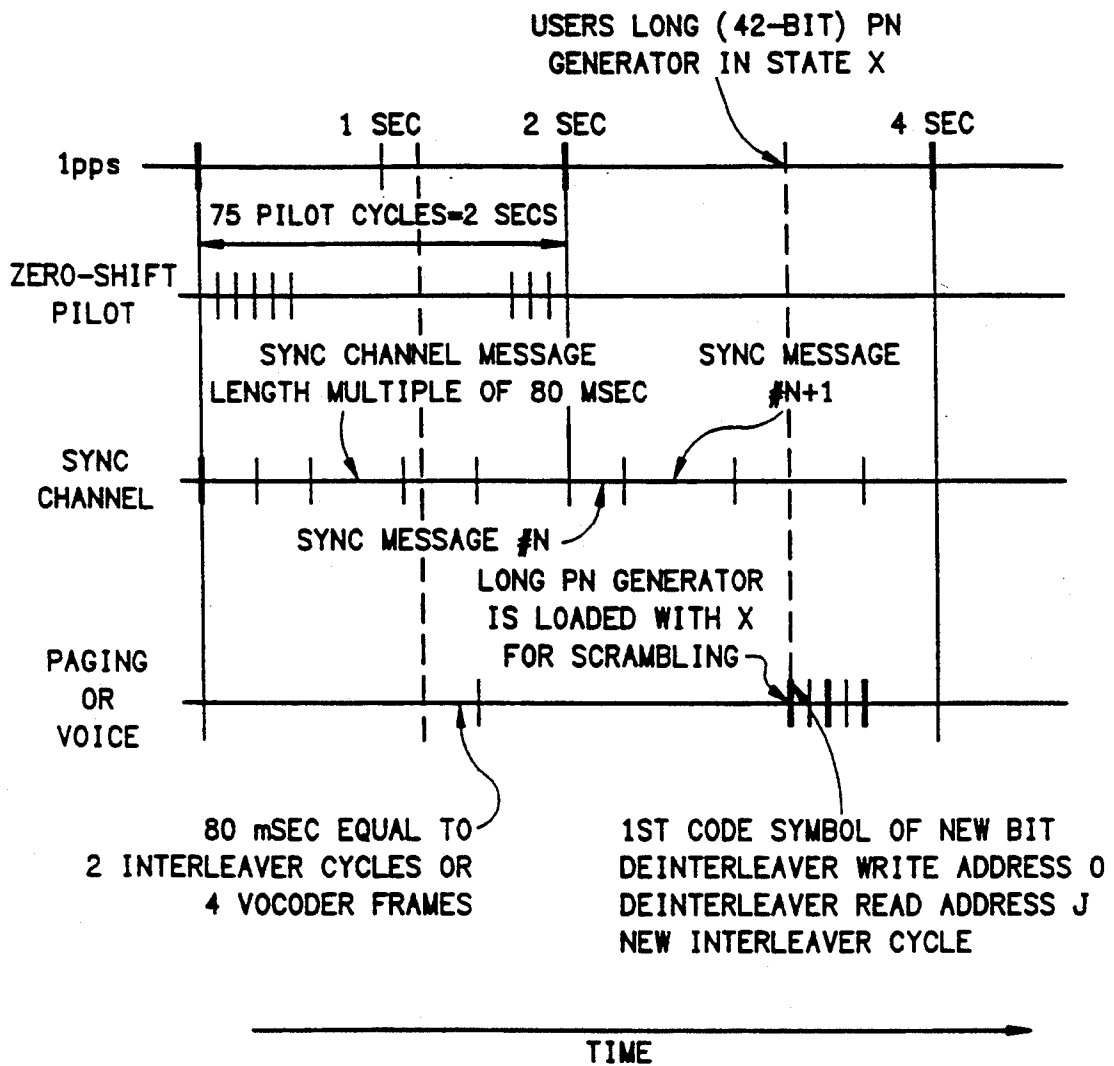 USERS LONG (42-BIT) PN
GENERATOR IN STATE X
1 SEC
2 SEC
4 SEC
1pps
75 PILOT CYCLES=2 SECS
ZERO-SHIFT
PILOT
SYNC CHANNEL MESSAGE
LENGTH MULTIPLE OF 80 MSEC
SYNC MESSAGE
#N+1
SYNC
CHANNEL
SYNC MESSAGE #N
LONG PN GENERATOR
IS LOADED WITH X
FOR SCRAMBLING
PAGING
OR
VOICE
80 mSEC EQUAL TO
2 INTERLEAVER CYCLES OR
4 VOCODER FRAMES
1ST CODE SYMBOL OF NEW BIT
DEINTERLEAVER WRITE ADDRESS 0
DEINTERLEAVER READ ADDRESS J
NEW INTERLEAVER CYCLE
TIME